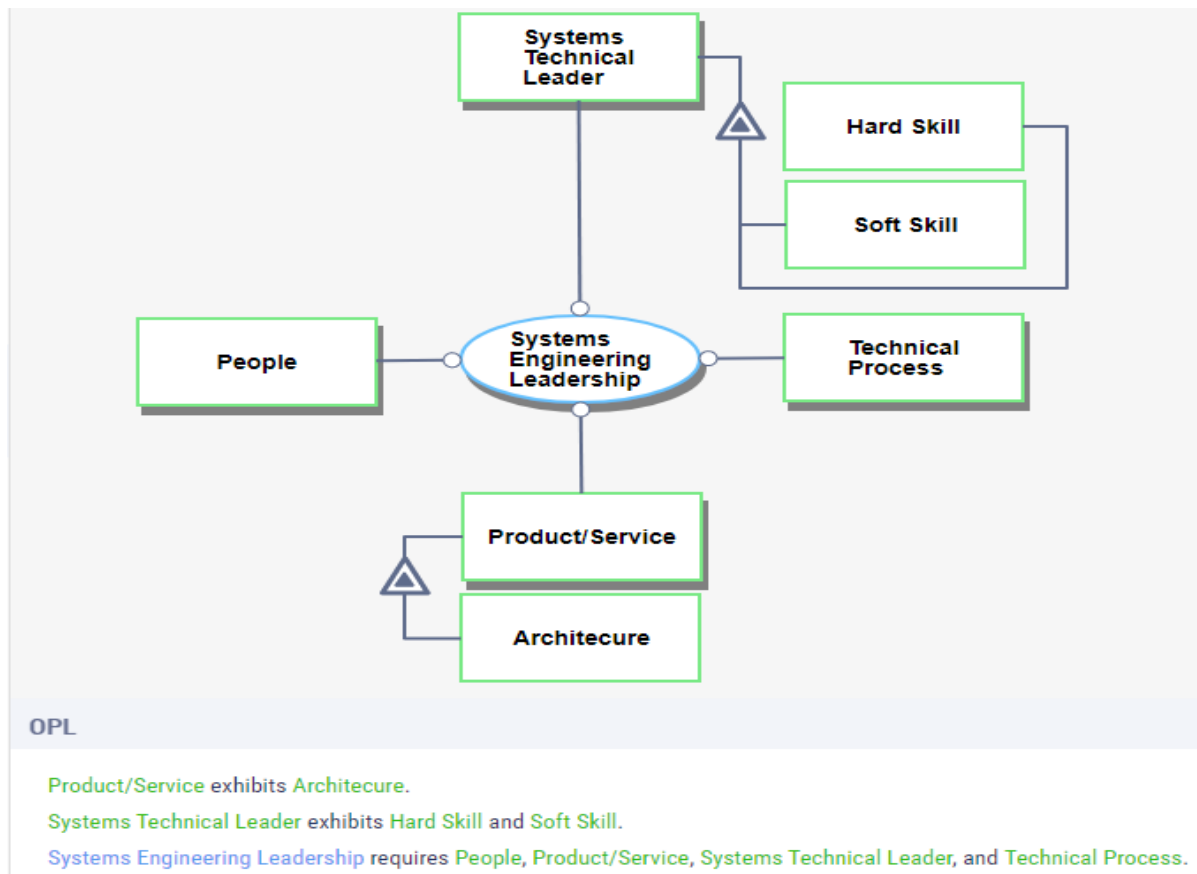 Systems
Technical
Leader
Hard Skill
Soft Skill
People
Systems
Engineering
Leadership
Technical
Process
Product/Service
Architecure
OPL
Product/Service exhibits Architecure.
Systems Technical Leader exhibits Hard Skill and Soft Skill.
Systems Engineering Leadership requires People, Product/Service, Systems Technical Leader, and Technical Process.